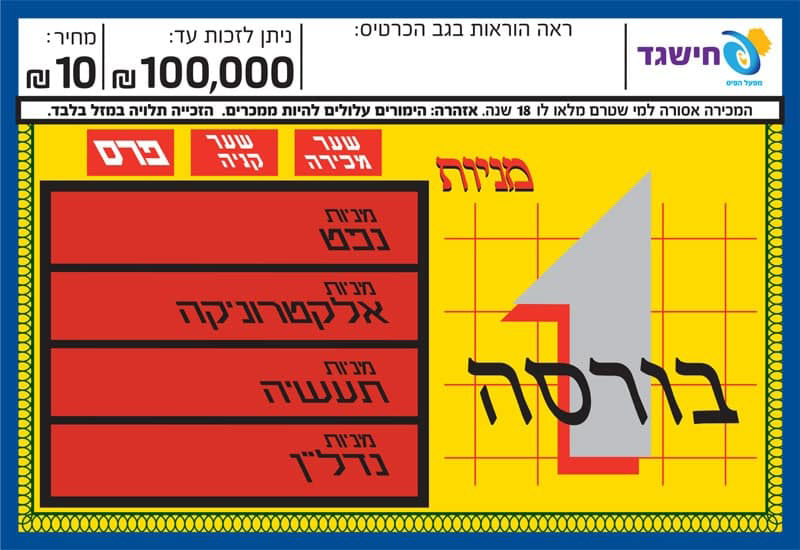 חישגד
מפעל הפיס
ראה הוראות בגב הכרטיס:
ניתן לזכות עד:
100,000 ₪
מחיר:
10 ₪
המכירה אסורה למי שטרם מלאו לו 18 שנה. אזהרה: הימורים עלולים להיות ממכרים. הזכייה תלויה במזל בלבד.
מניות
בורסה
שער מכירה
שער קניה
פרס
מניות
נפט
מניות
אלקטרוניקה
מניות
תעשיה
מניות
נדל"ן